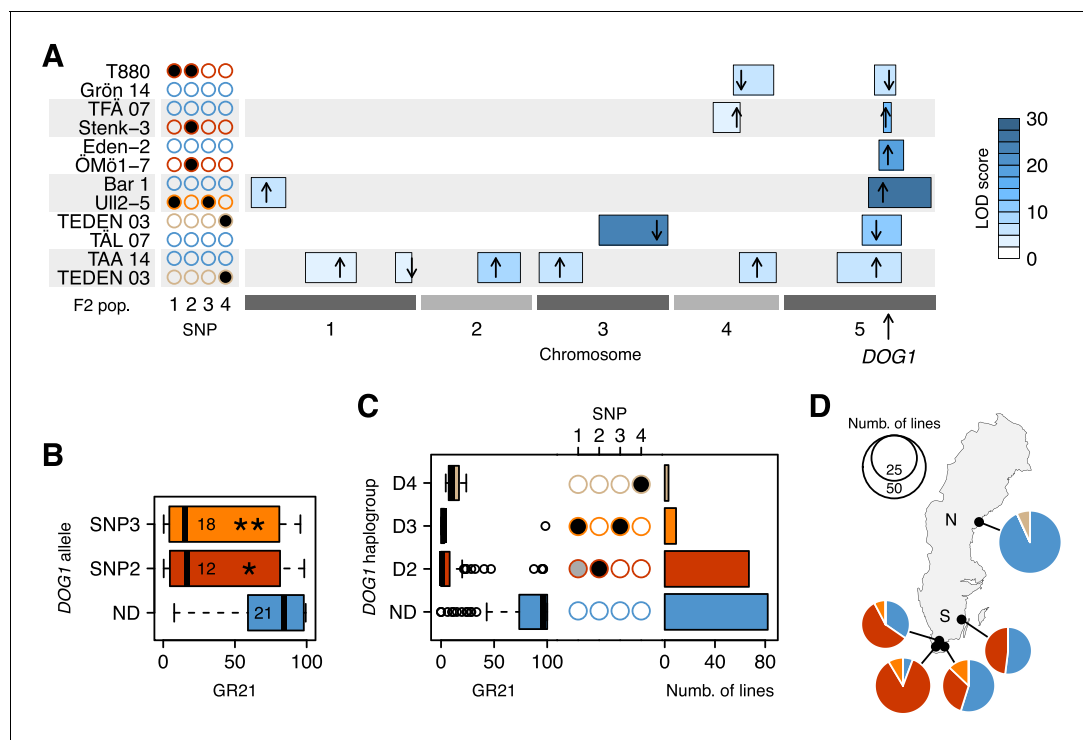 A
T880
Grön 14
TFÄ 07
Stenk–3
Eden–2
ÖMö1–7
Bar 1
Ull2–5
TEDEN 03
TÄL 07
TAA 14
TEDEN 03
F2 pop.
1 2 3 4
SNP
1 2 3 4 5
Chromosome
DOG1
LOD score
30
20
10
0
B
DOG1 allele
SNP3
18 **
SNP2
12 *
ND
21
0 50 100
GR21
C
SNP
1 2 3 4
DOG1 haplogroup
D4
D3
D2
ND
0 50 100
GR21
0 40 80
Numb. of lines
D
Numb. of lines
25
50
N
S